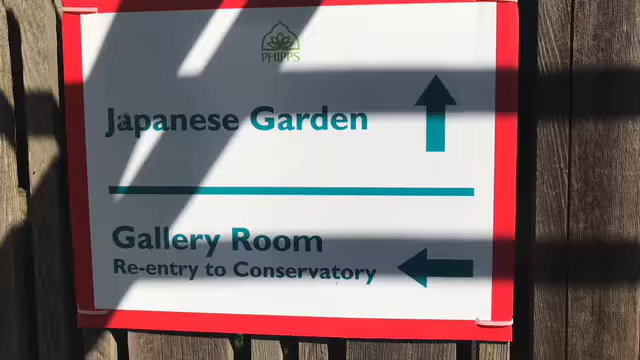 PHIPPS
Japanese Garden
Gallery Room
Re-entry to Conservatory